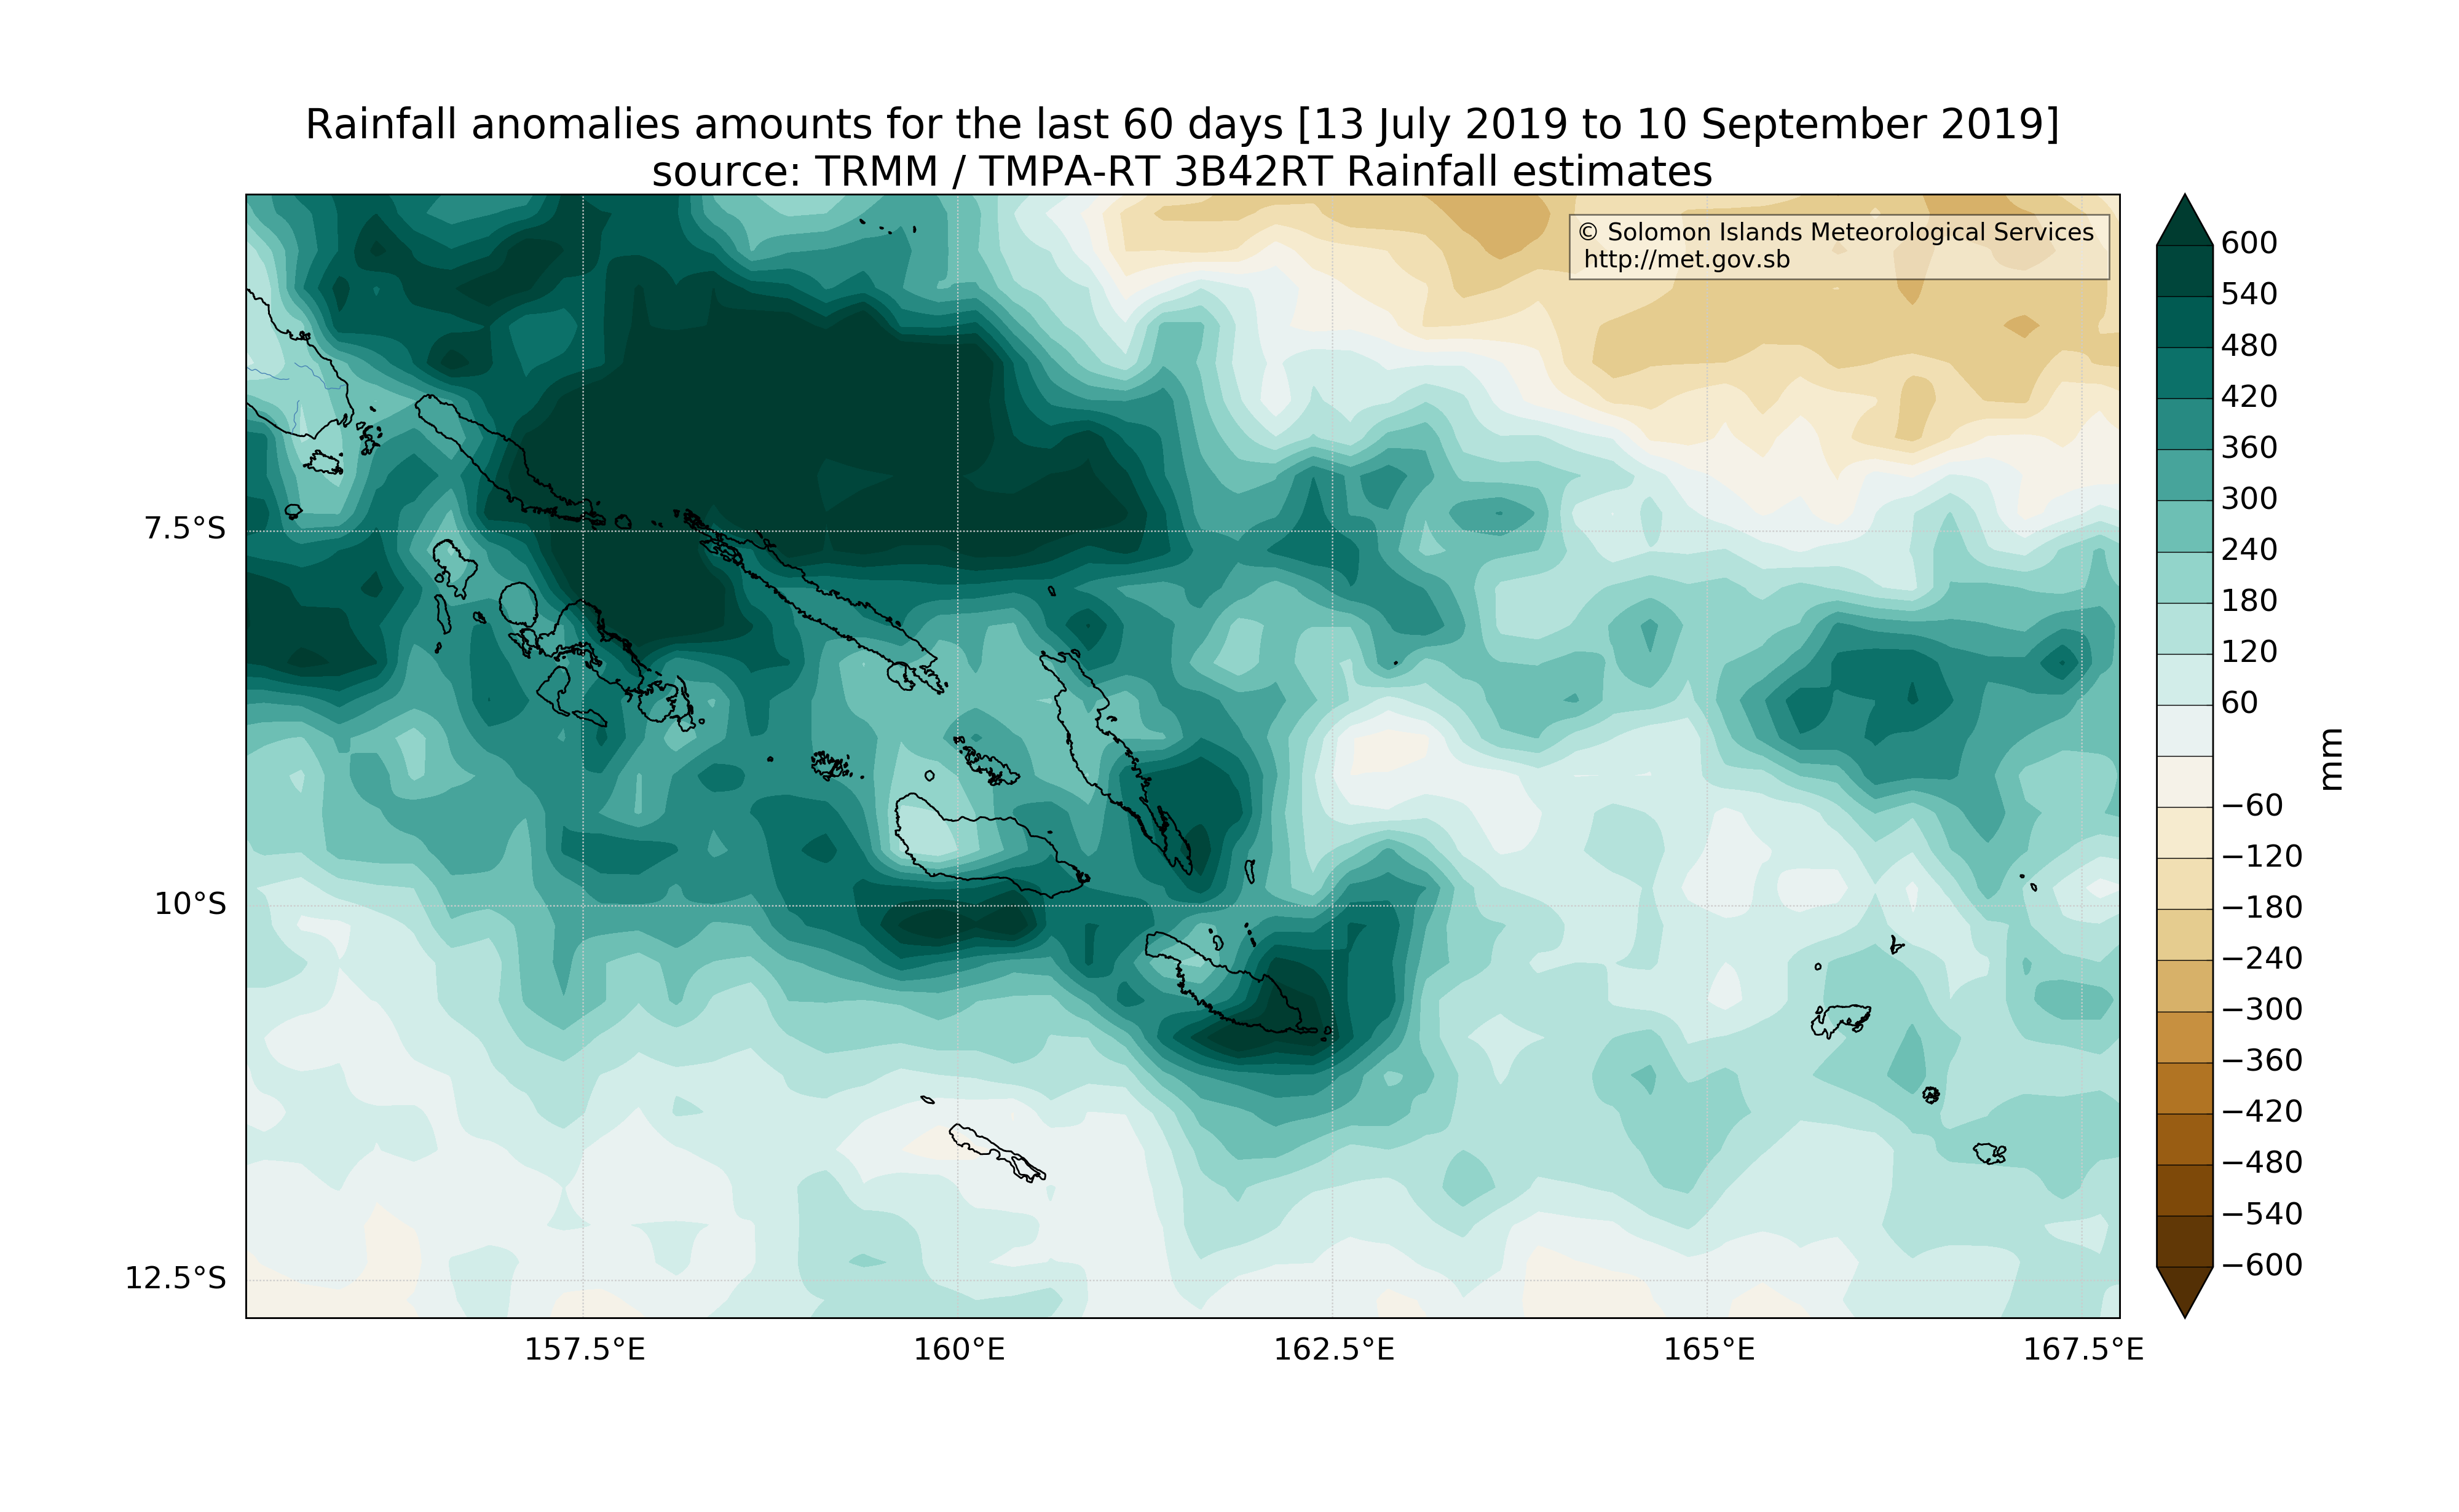 Rainfall anomalies amounts for the last 60 days [13 July 2019 to 10 September 2019]
source: TRMM / TMPA-RT 3B42RT Rainfall estimates
© Solomon Islands Meteorological Services
http://met.gov.sb
7.5°S
10°S
12.5°S
157.5°E
160°E
162.5°E
165°E
167.5°E
600
540
480
420
360
300
240
180
120
60
−60
−120
−180
−240
−300
−360
−420
−480
−540
−600
mm